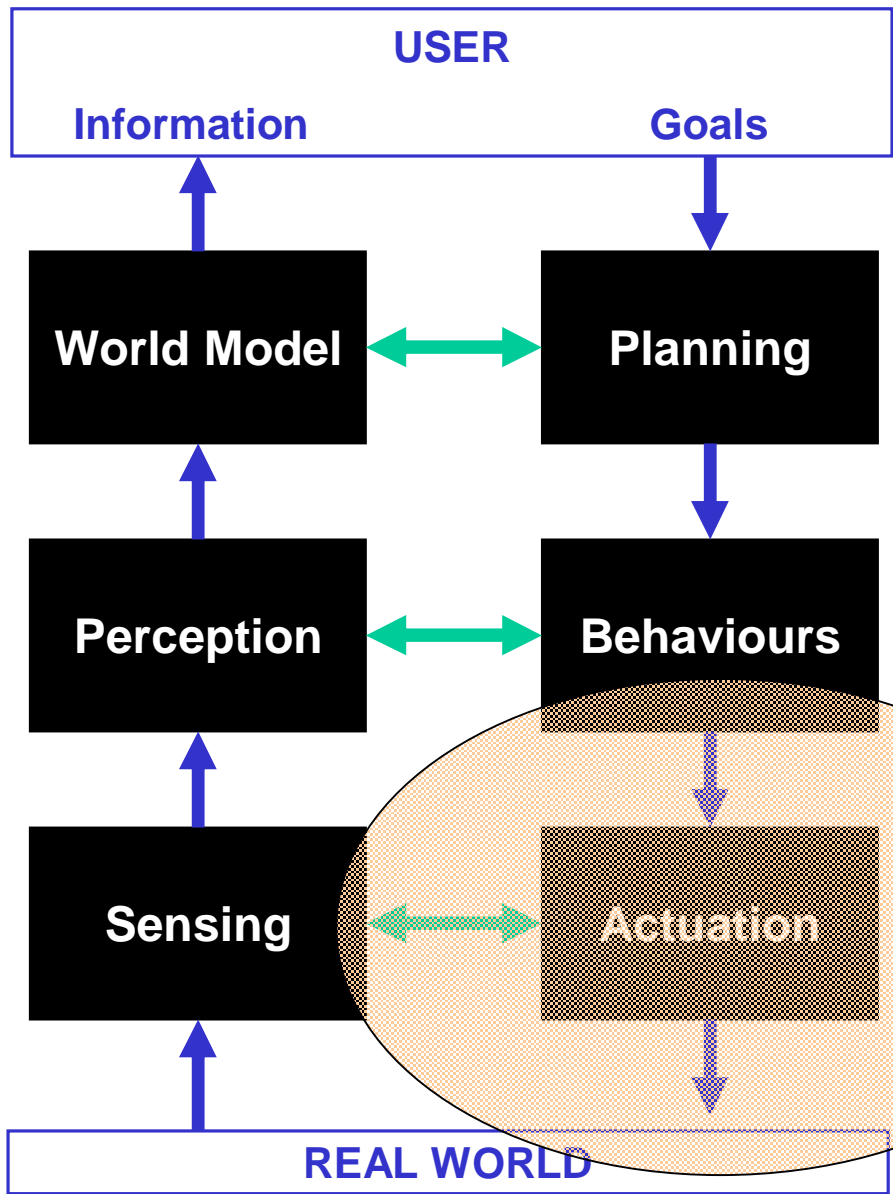 USER
Information Goals
World Model Planning
Perception Behaviours
Sensing Actuation
REAL WORLD